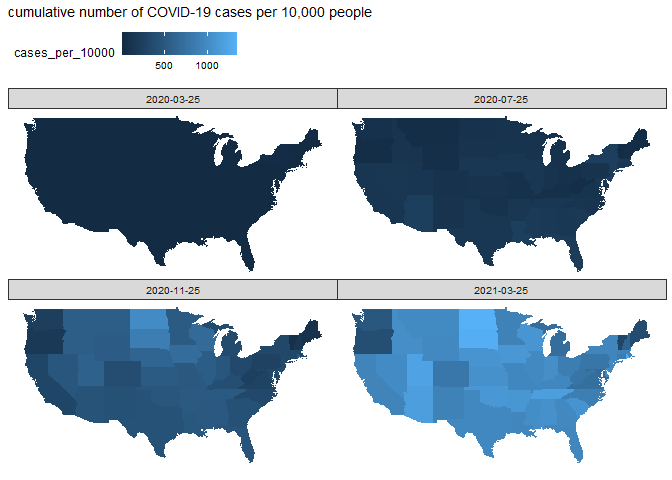 cumulative number of COVID-19 cases per 10,000 people
cases_per_10000
500 1000
2020-03-25 2020-07-25
2020-11-25 2021-03-25